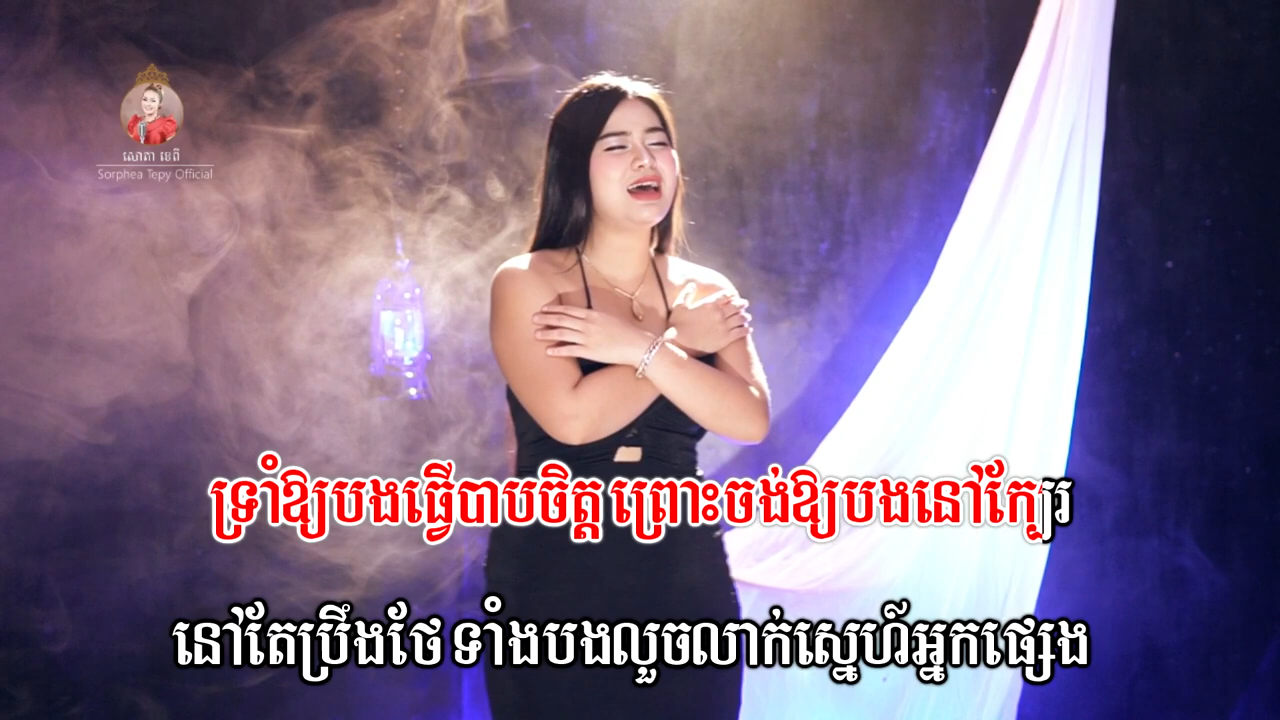 សោភា ទេពី
Sorphea Tepy Official
ទ្រាំឱ្យបងធ្វើបាបចិត្ត ព្រោះចង់ឱ្យបងនៅក្បែរ
នៅតែប្រឹងថែ ទាំងបងលួចលាក់ស្នេហ៍អ្នកផ្សេង